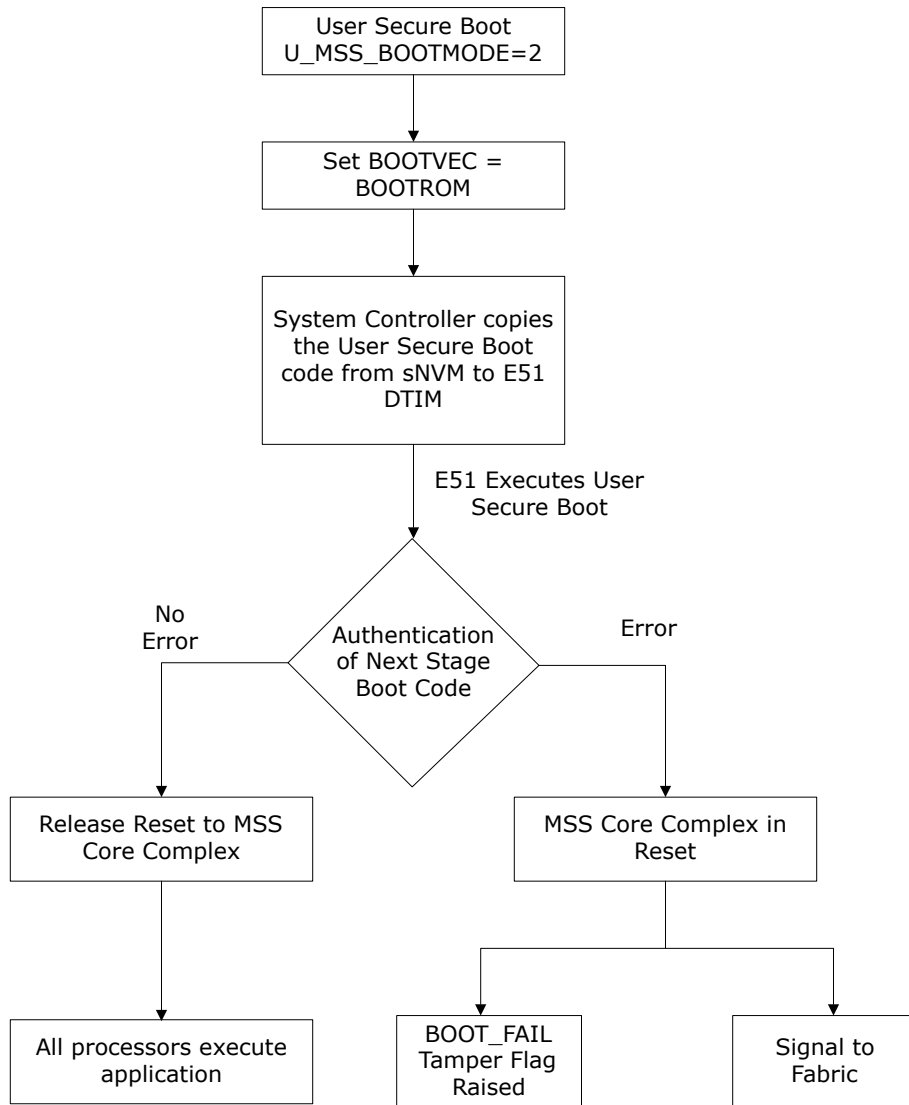 User Secure Boot
U_MSS_BOOTMODE=2
Set BOOTVEC =
BOOTROM
System Controller copies
the User Secure Boot
code from sNVM to E51
DTIM
E51 Executes User
Secure Boot
No
Error
Authentication
of Next Stage
Boot Code
Error
Release Reset to MSS
Core Complex
MSS Core Complex in
Reset
All processors execute
application
BOOT_FAIL
Tamper Flag
Raised
Signal to
Fabric